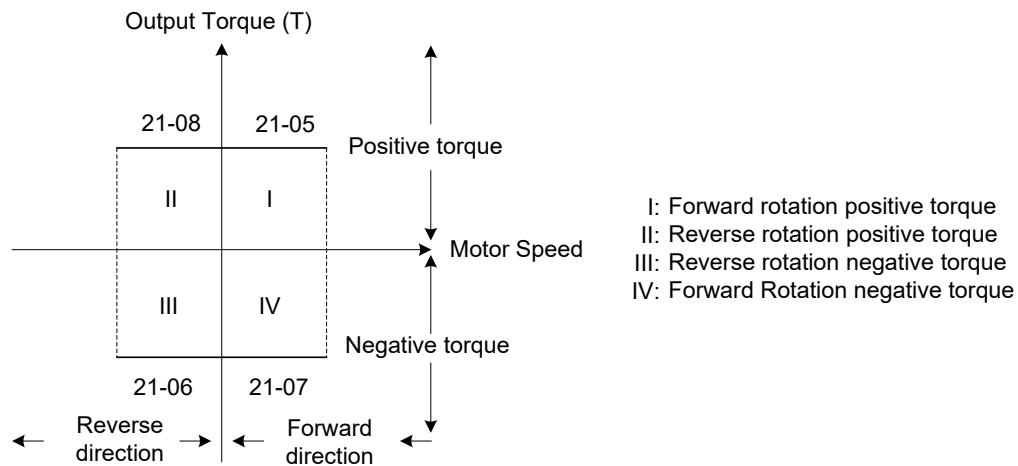 Output Torque (T)
21-08
21-05
Positive torque
II
I
Motor Speed
III
IV
Negative torque
21-06
21-07
Reverse
direction
Forward
direction
I: Forward rotation positive torque
II: Reverse rotation positive torque
III: Reverse rotation negative torque
IV: Forward Rotation negative torque